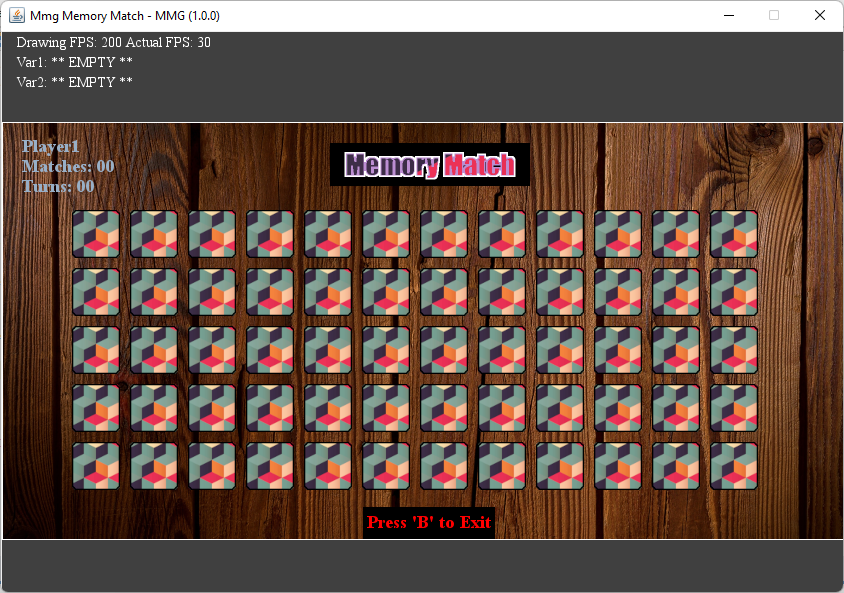 Mmg Memory Match - MMG (1.0.0)
Drawing FPS: 200 Actual FPS: 30
Var1: ** EMPTY **
Var2: ** EMPTY **
Player1
Matches: 00
Turns: 00
Memory Match
Press 'B' to Exit